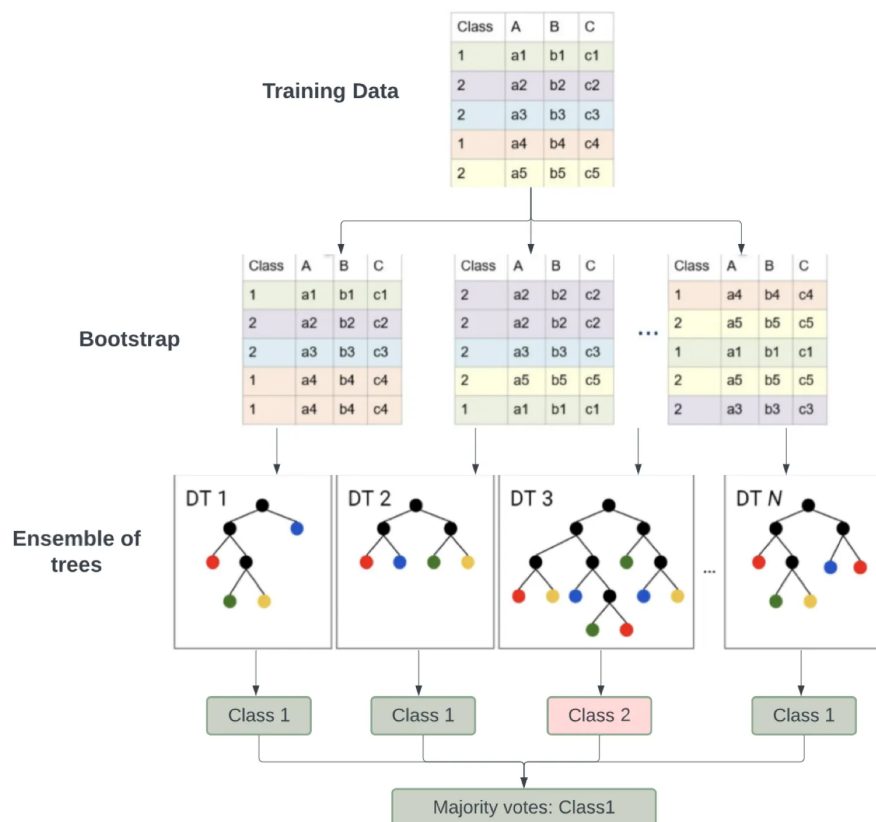 Class A B C
1 a1 b1 c1
Training Data
2 a2 b2 c2
2 a3 b3 c3
1 a4 b4 c4
2 a5 b5 c5
Class A B C
1 a1 b1 c1
2 a2 b2 c2
2 a3 b3 c3
1 a4 b4 c4
1 a4 b4 c4
Class A B C
2 a2 b2 c2
2 a2 b2 c2
2 a3 b3 c3
2 a5 b5 c5
1 a1 b1 c1
...
Class A B C
1 a4 b4 c4
2 a5 b5 c5
1 a1 b1 c1
2 a5 b5 c5
2 a3 b3 c3
Bootstrap
DT 1
DT 2
DT 3
...
DT N
Ensemble of
trees
Class 1
Class 1
Class 2
Class 1
Majority votes: Class1